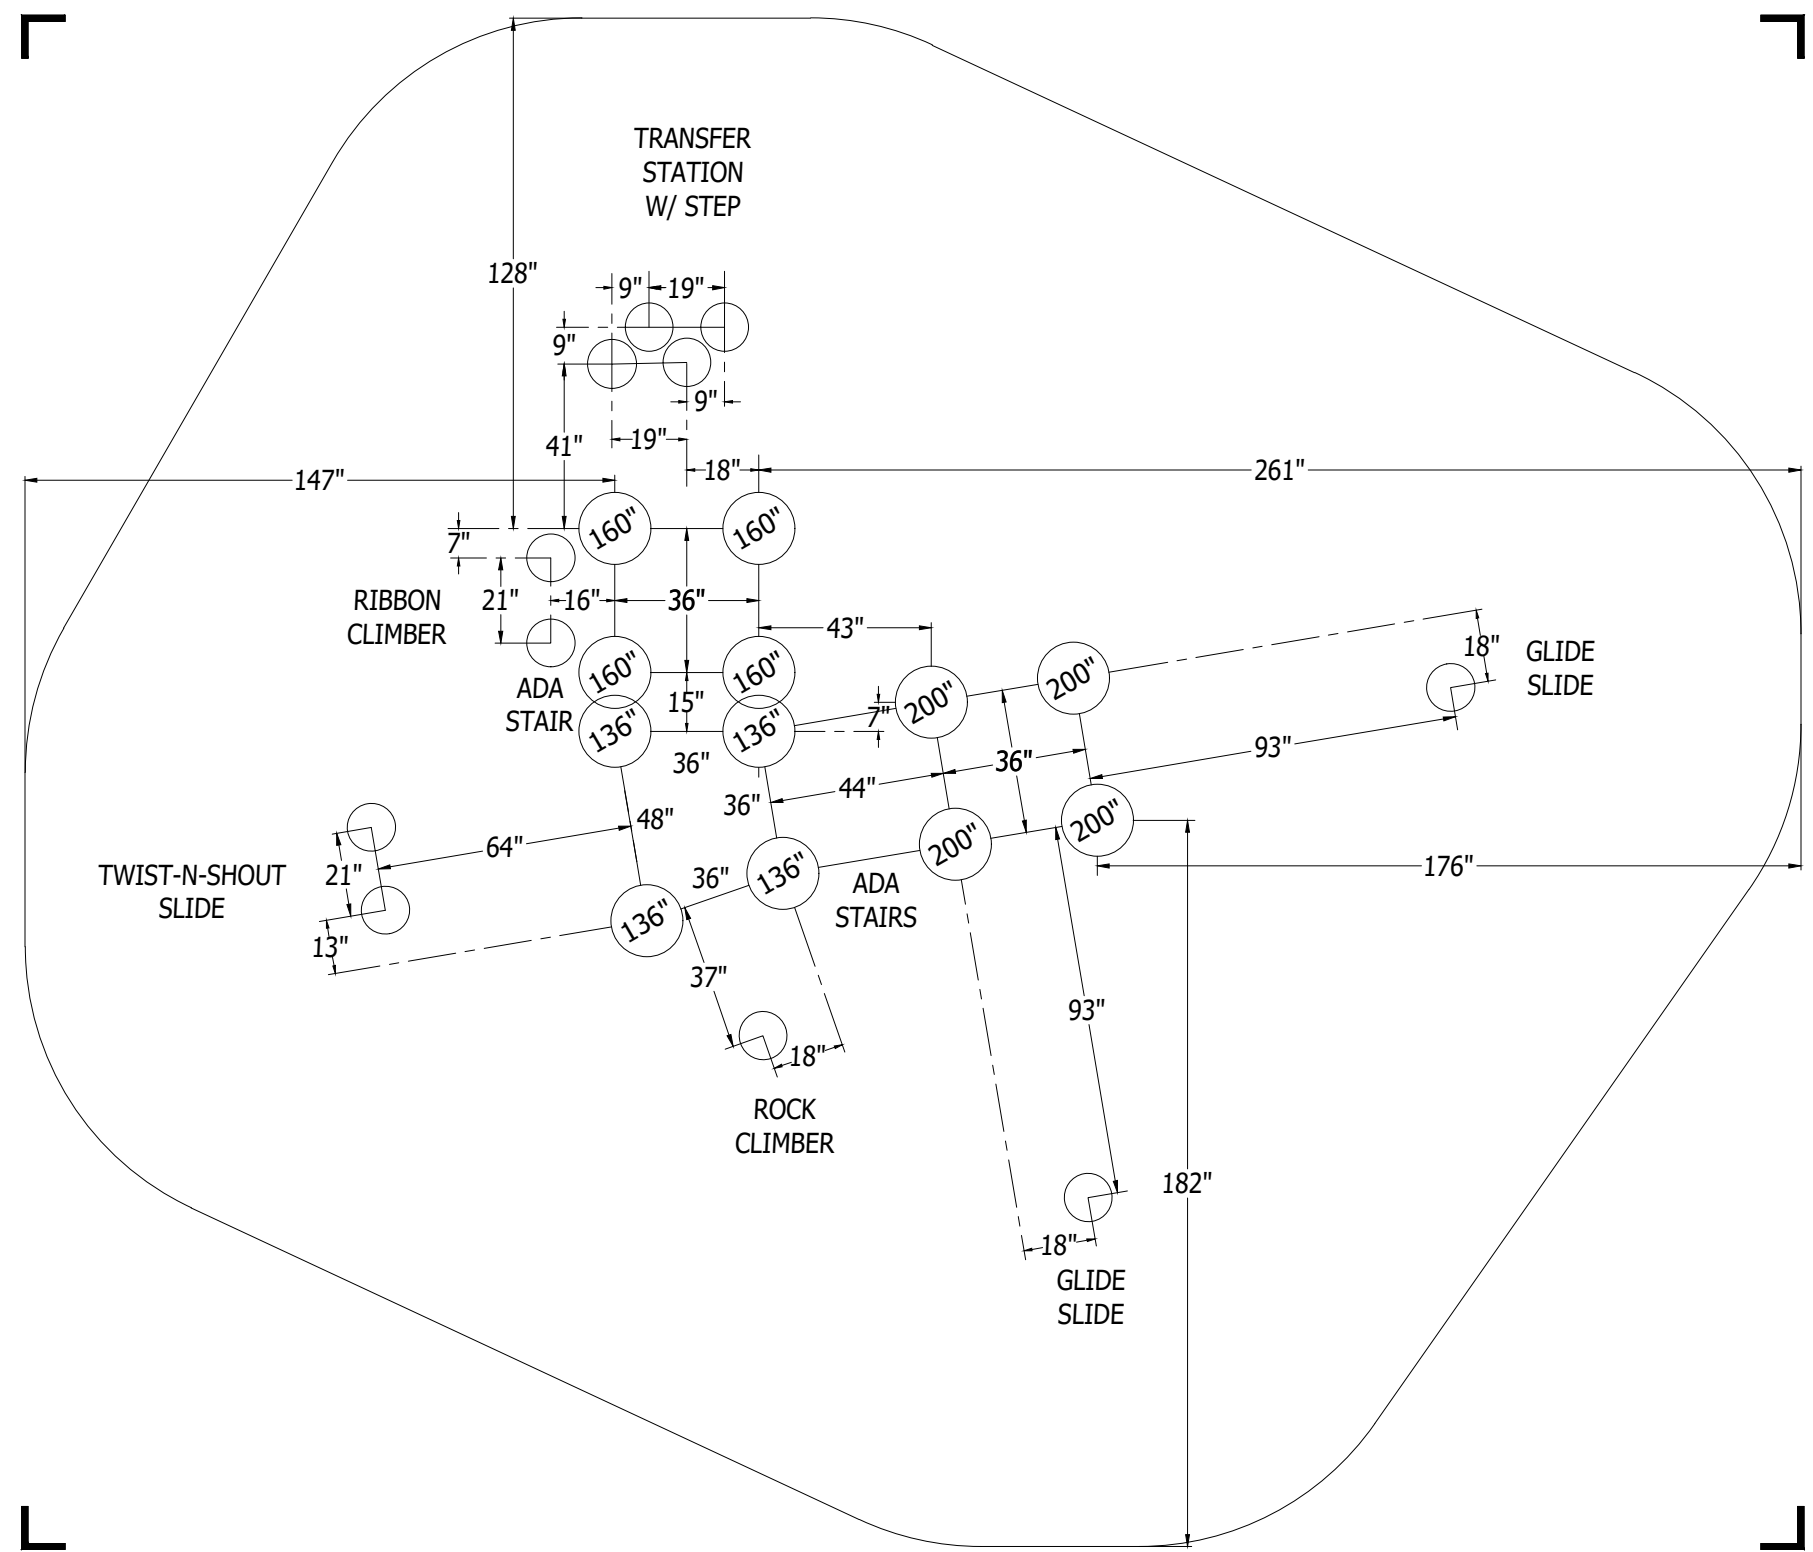 TRANSFER
STATION
W/ STEP
128"
9"
19"
9"
9"
41"
19"
18"
147"
261"
160"
160"
7"
RIBBON
CLIMBER
21"
16"
36"
43"
18"
GLIDE
SLIDE
160"
160"
200"
200"
ADA
STAIR
15"
7"
136"
136"
36"
36"
93"
36"
44"
48"
200"
200"
64"
176"
TWIST-N-SHOUT
SLIDE
21"
36"
136"
ADA
STAIRS
13"
136"
37"
93"
18"
ROCK
CLIMBER
182"
18"
GLIDE
SLIDE